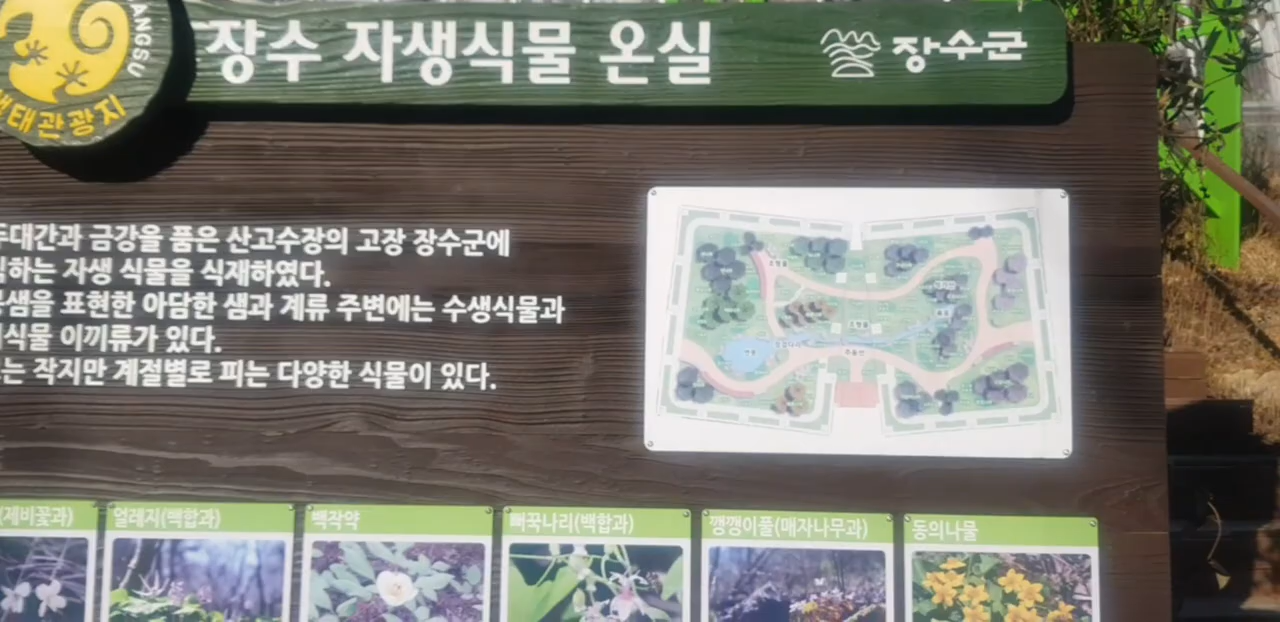 JANGSU
생태관광지
장수 자생식물 온실
장수군
두대간과 금강을 품은 산고수장의 고장 장수군에
하는 자생 식물을 식재하였다.
샘을 표현한 아담한 샘과 계류 주변에는 수생식물과
식물 이끼류가 있다.
는 작지만 계절별로 피는 다양한 식물이 있다.
(제비꽃과)
얼레지(백합과)
백작약
뻐꾹나리(백합과)
깽깽이풀(매자나무과)
동의나물